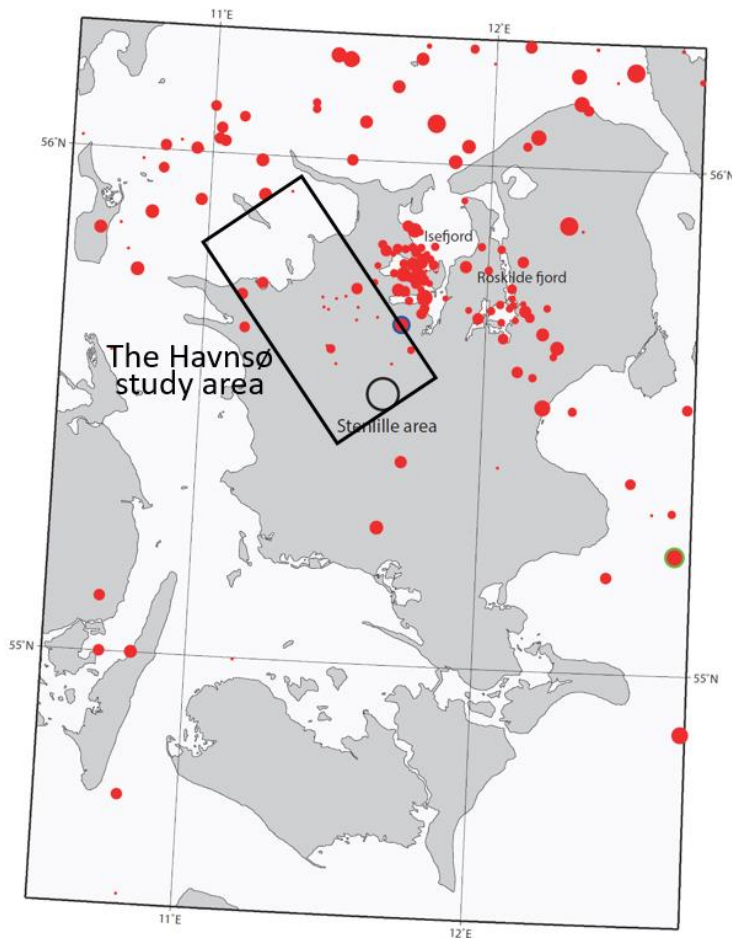 11°E
12°E
56°N
56°N
Isefjord
Roskilde fjord
The Havnsø
study area
Stenlille area
55°N
55°N
11°E
12°E